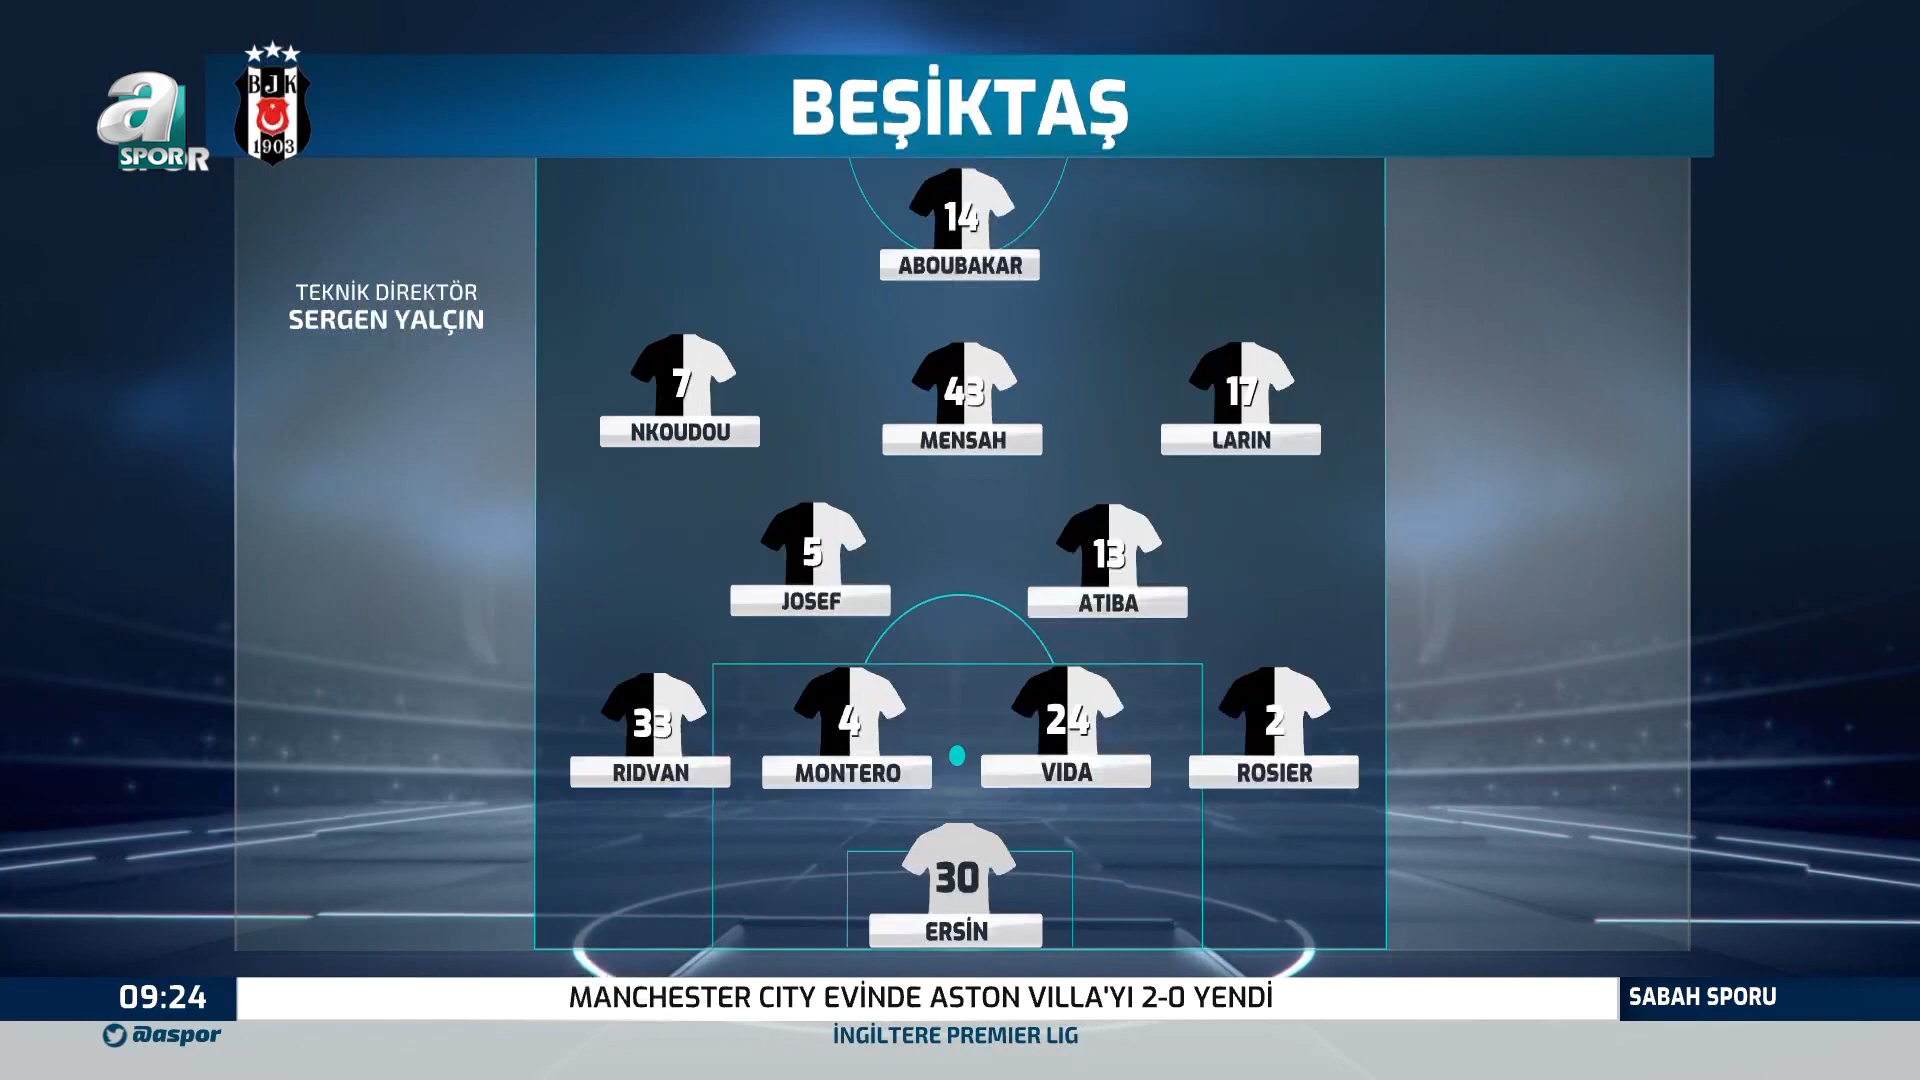 BEŞİKTAŞ
BJK
1903
a
SPOR
R
14
ABOUBAKAR
TEKNİK DİREKTÖR
SERGEN YALÇIN
7
NKOUDOU
43
MENSAH
17
LARIN
5
JOSEF
13
ATIBA
33
RIDVAN
4
MONTERO
24
VIDA
2
ROSIER
30
ERSİN
09:24
MANCHESTER CITY EVİNDE ASTON VILLA'YI 2-0 YENDİ
SABAH SPORU
@aspor
İNGİLTERE PREMIER LIG